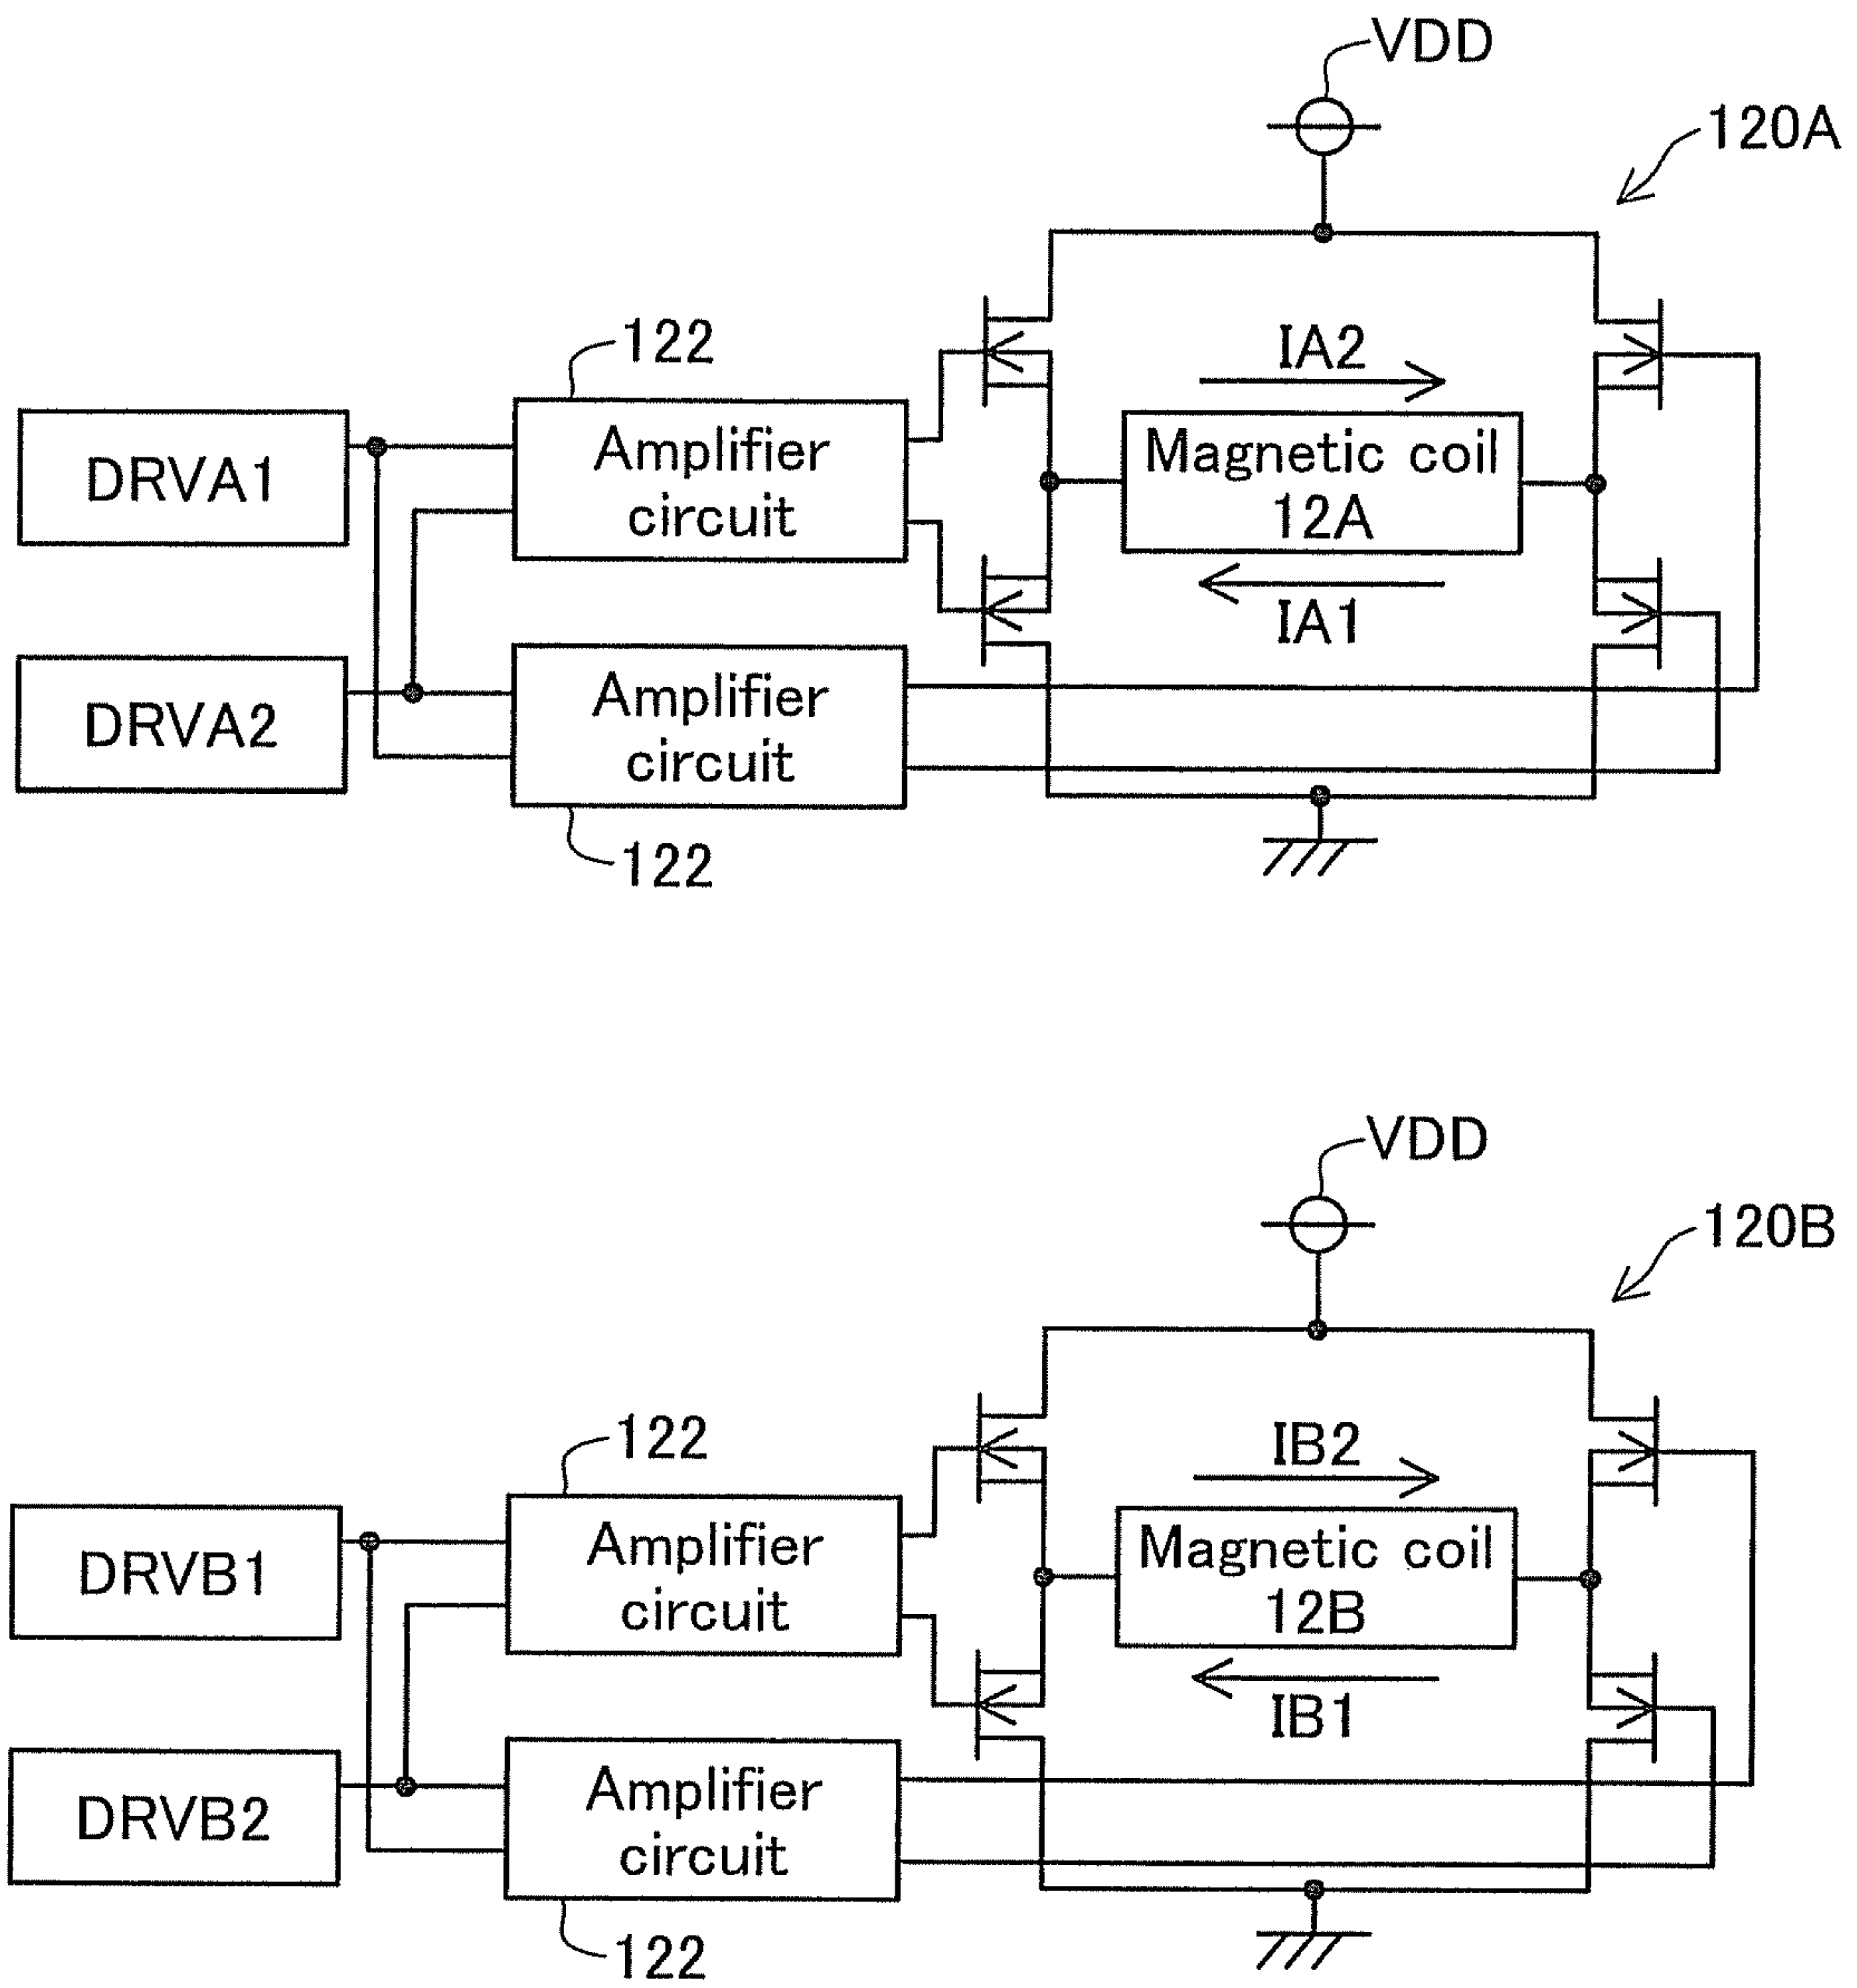 VDD
120A
122
IA2
DRVA1
Amplifier
circuit
Magnetic coil
12A
IA1
DRVA2
Amplifier
circuit
122
VDD
120B
122
IB2
DRVB1
Amplifier
circuit
Magnetic coil
12B
IB1
DRVB2
Amplifier
circuit
122